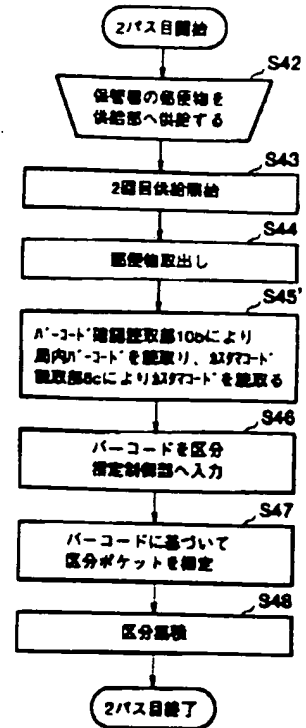 2パス目開始
S42
保管棚の郵便物を
供給部へ供給する
S43
2回目供給開始
S44
郵便物取出し
S45'
バーコード確認読取部10bにより
局内バーコードを読取り、カスタマコード
読取部8cによりカスタマコードを読取る
S46
バーコードを区分
指定制御部へ入力
S47
バーコードに基づいて
区分ポケットを指定
S48
区分集積
2パス目終了